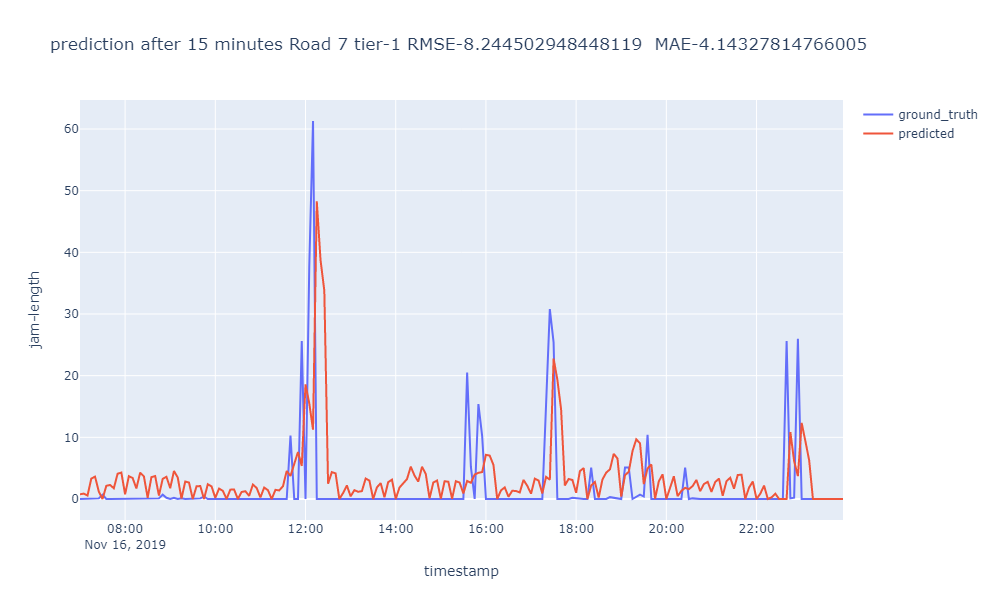 prediction after 15 minutes Road 7 tier-1 RMSE-8.244502948448119  MAE-4.14327814766005
ground_truth
predicted
60
50
40
30
20
10
0
jam-length
08:00 10:00 12:00 14:00 16:00 18:00 20:00 22:00
Nov 16, 2019
timestamp